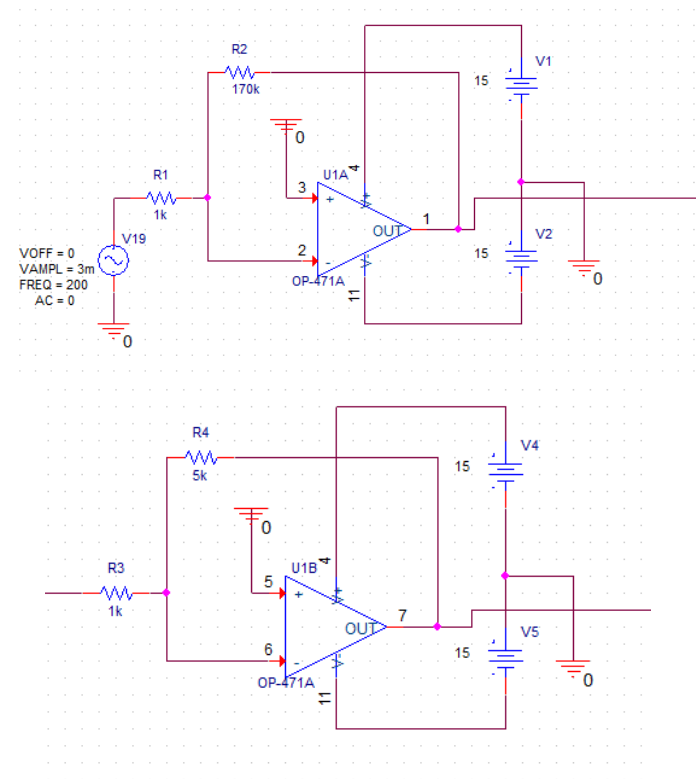 R2
170k
V1
15
0
R1
1k
U1A
3
+
4
V+
1
OUT
2
-
V-
OP-471A
11
V19
VOFF = 0
VAMPL = 3m
FREQ = 200
AC = 0
0
V2
15
0
R4
5k
V4
15
0
R3
1k
U1B
5
+
4
V+
7
OUT
6
-
V-
OP-471A
11
V5
15
0